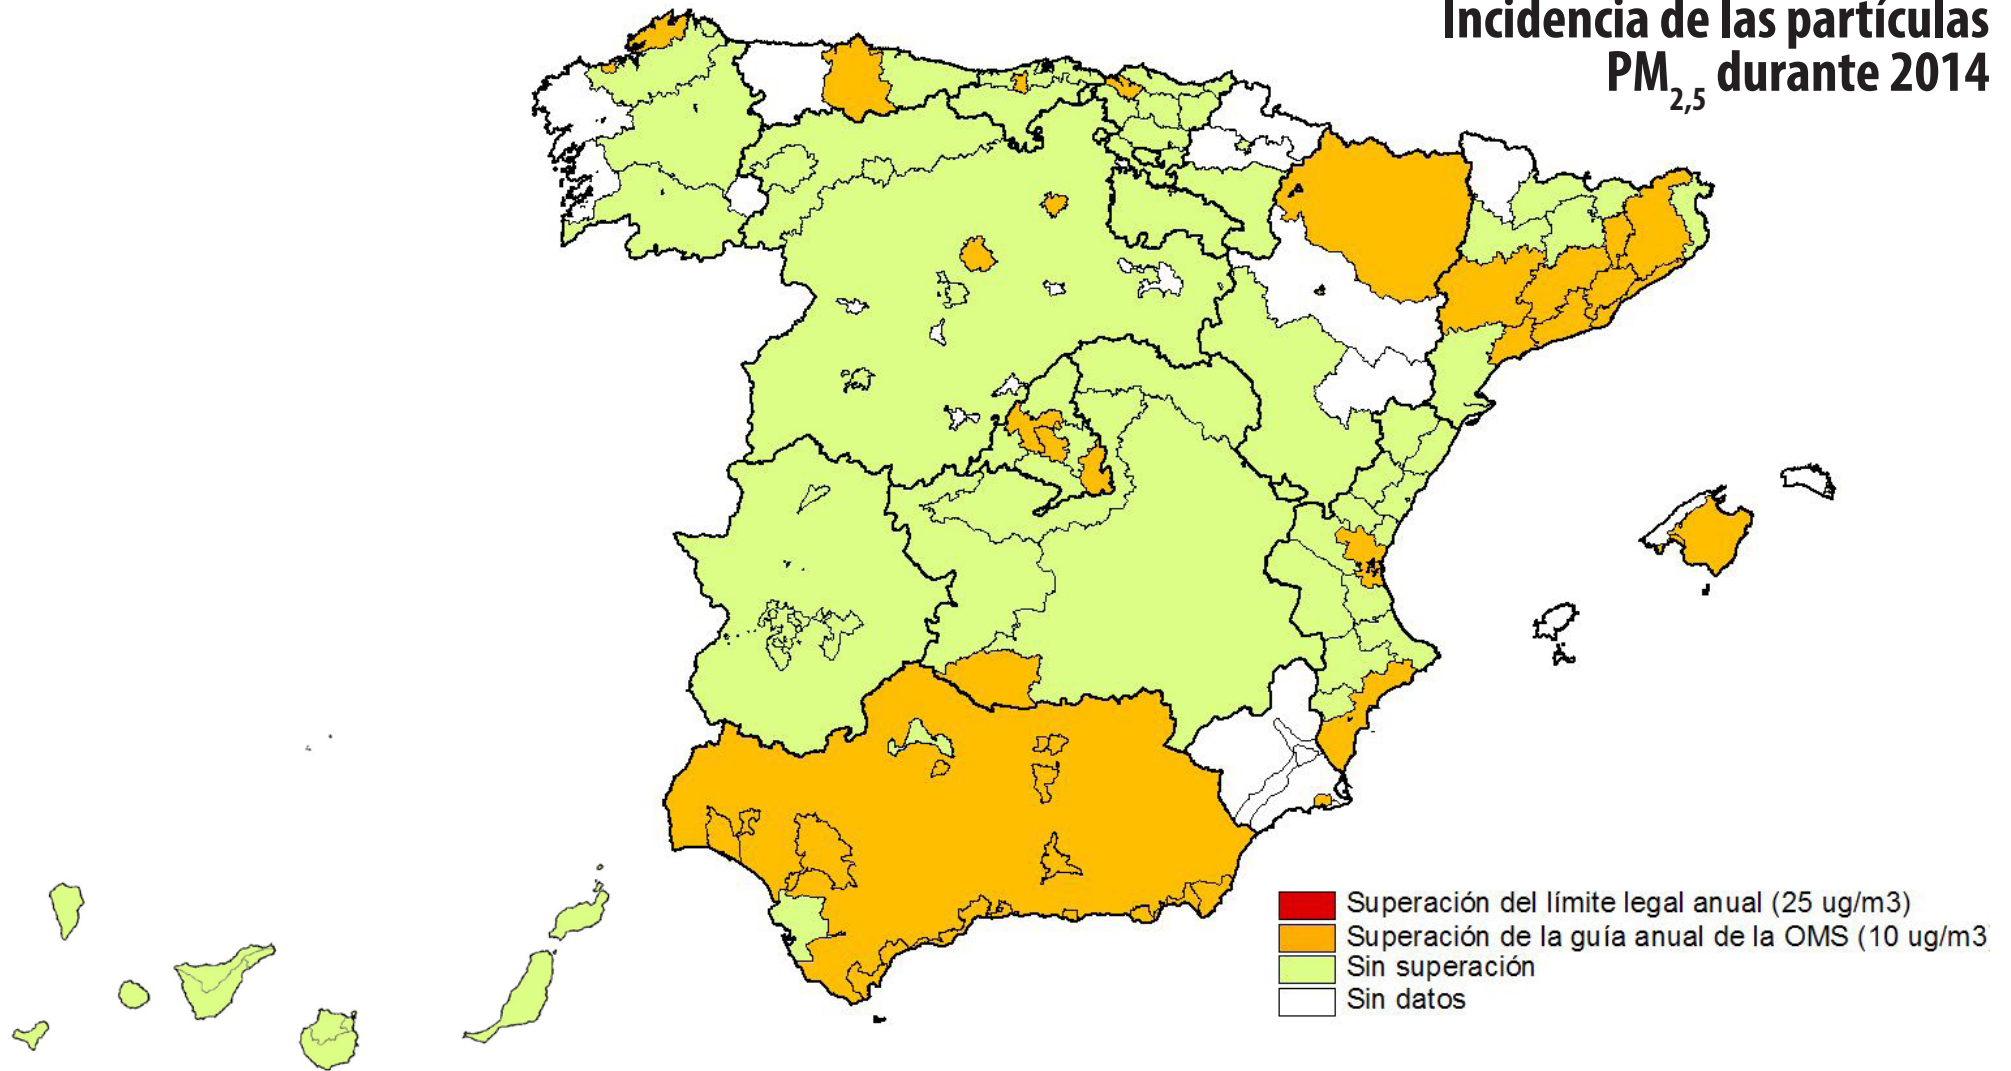 Incidencia de las partículas
PM2,5 durante 2014
Superación del límite legal anual (25 ug/m3)
Superación de la guía anual de la OMS (10 ug/m3)
Sin superación
Sin datos